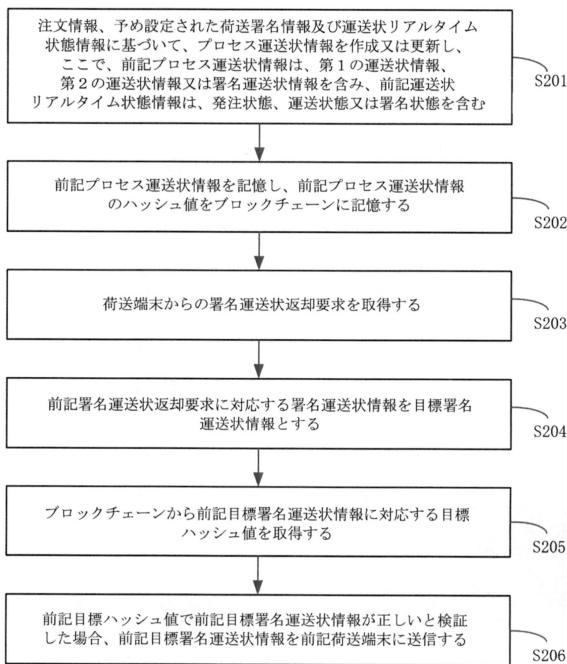 注文情報、予め設定された荷送署名情報及び運送状リアルタイム
状態情報に基づいて、プロセス運送状情報を作成又は更新し、
ここで、前記プロセス運送状情報は、第1の運送状情報、
第2の運送状情報又は署名運送状情報を含み、前記運送状
リアルタイム状態情報は、発注状態、運送状態又は署名状態を含む
S201
前記プロセス運送状情報を記憶し、前記プロセス運送状情報
のハッシュ値をブロックチェーンに記憶する
S202
荷送端末からの署名運送状返却要求を取得する
S203
前記署名運送状返却要求に対応する署名運送状情報を目標署名
運送状情報とする
S204
ブロックチェーンから前記目標署名運送状情報に対応する目標
ハッシュ値を取得する
S205
前記目標ハッシュ値で前記目標署名運送状情報が正しいと検証
した場合、前記目標署名運送状情報を前記荷送端末に送信する
S206